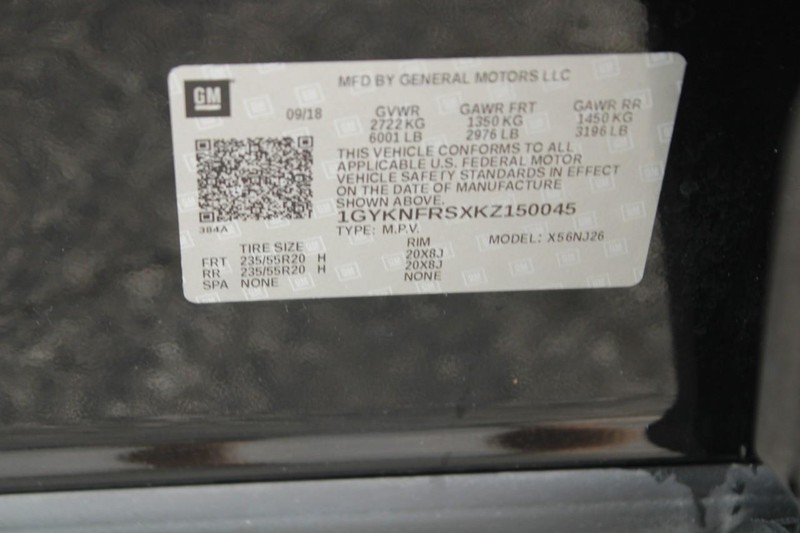 GM
MFD BY GENERAL MOTORS LLC
09/18 GVWR GAWR FRT GAWR RR
2722 KG 1350 KG 1450 KG
6001 LB 2976 LB 3196 LB
THIS VEHICLE CONFORMS TO ALL
APPLICABLE U.S. FEDERAL MOTOR
VEHICLE SAFETY STANDARDS IN EFFECT
ON THE DATE OF MANUFACTURE
SHOWN ABOVE.
1GYKNFRSXKZ150045
384A
TYPE: M.P.V.
TIRE SIZE RIM MODEL: X56NJ26
FRT 235/55R20 H 20X8J
RR 235/55R20 H 20X8J
SPA NONE NONE